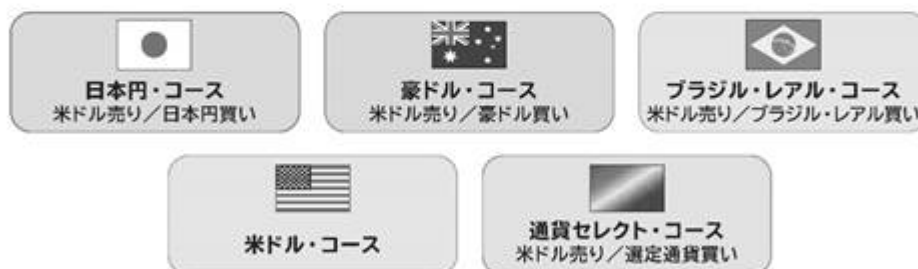 日本円・コース
米ドル売り／日本円買い
豪ドル・コース
米ドル売り／豪ドル買い
ブラジル・レアル・コース
米ドル売り／ブラジル・レアル買い
米ドル・コース
通貨セレクト・コース
米ドル売り／選定通貨買い